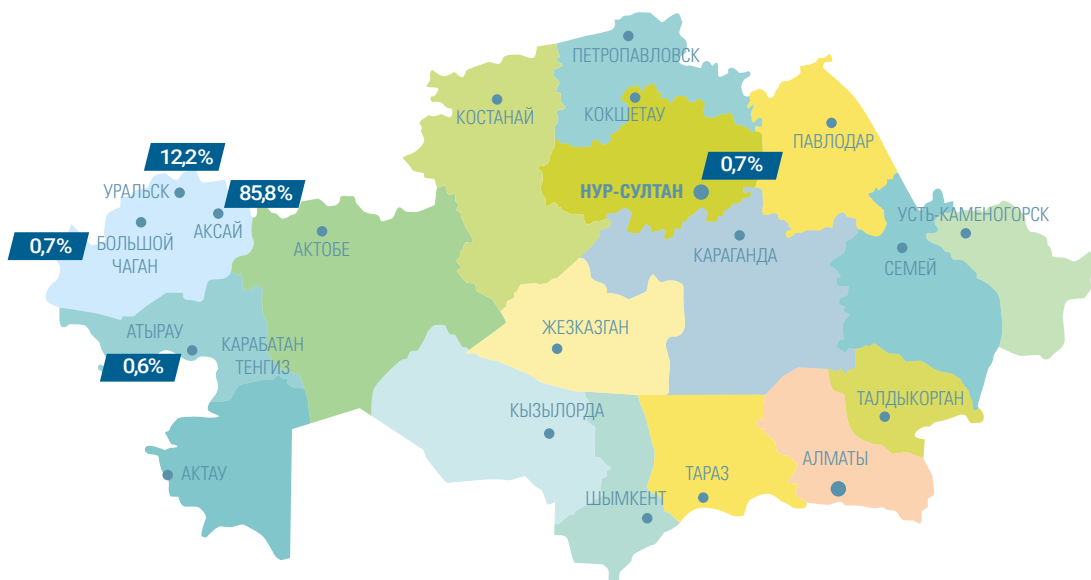 ПЕТРОПАВЛОВСК
КОСТАНАЙ
КОКШЕТАУ
ПАВЛОДАР
12,2%
0,7%
УРАЛЬСК
85,8%
НУР-СУЛТАН
АКСАЙ
БОЛЬШОЙ
ЧАГАН
0,7%
АКТОБЕ
КАРАГАНДА
УСТЬ-КАМЕНОГОРСК
СЕМЕЙ
АТЫРАУ
0,6%
КАРАБАТАН
ТЕНГИЗ
ЖЕЗКАЗГАН
КЫЗЫЛОРДА
ТАЛДЫКОРГАН
АКТАУ
ШЫМКЕНТ
ТАРАЗ
АЛМАТЫ